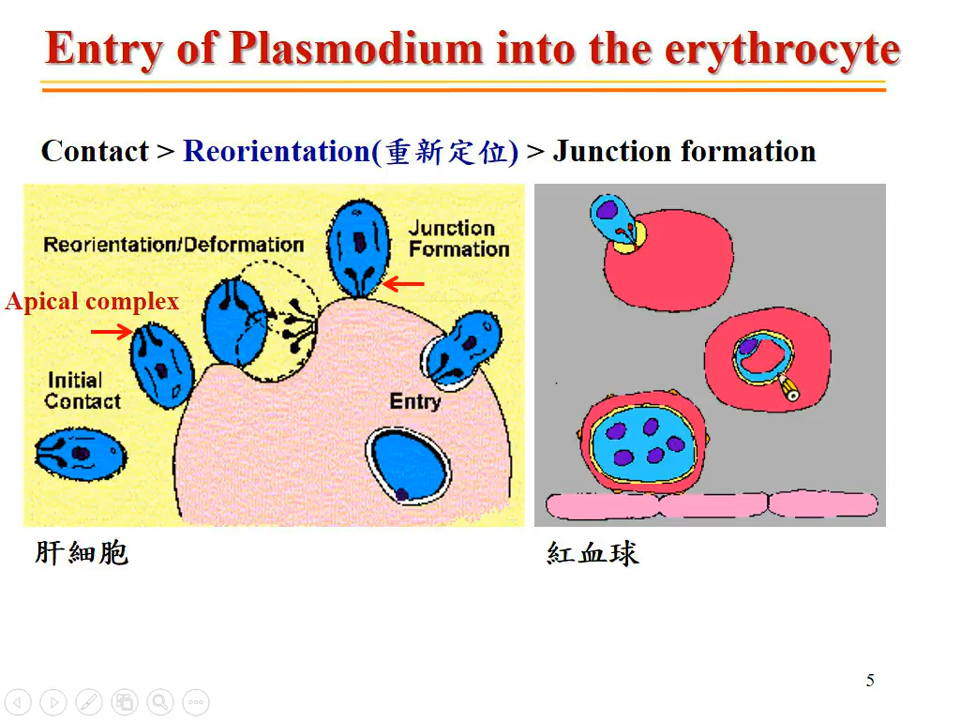 Entry of Plasmodium into the erythrocyte
Contact > Reorientation(重新定位) > Junction formation
Reorientation/Deformation
Junction
Formation
Apical complex
Initial
Contact
Entry
肝細胞
紅血球
5